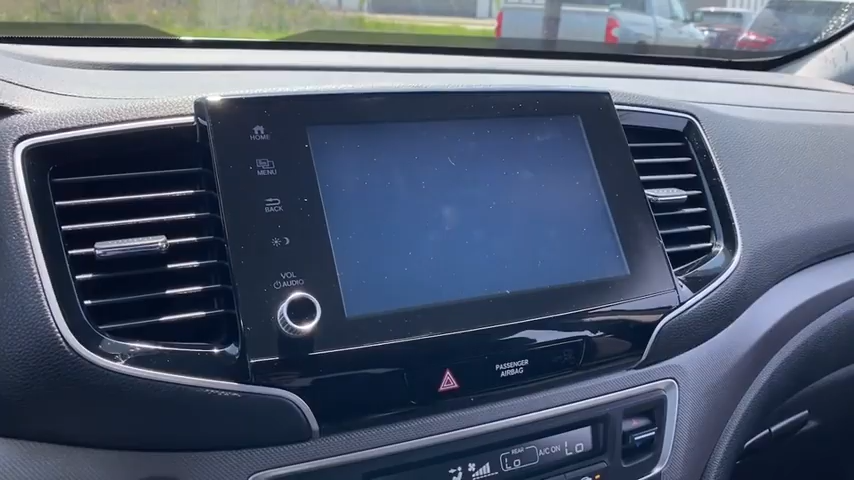 HOME
MENU
BACK
VOL
AUDIO
PASSENGER
AIRBAG
REAR
Lo
A/C ON
Lo